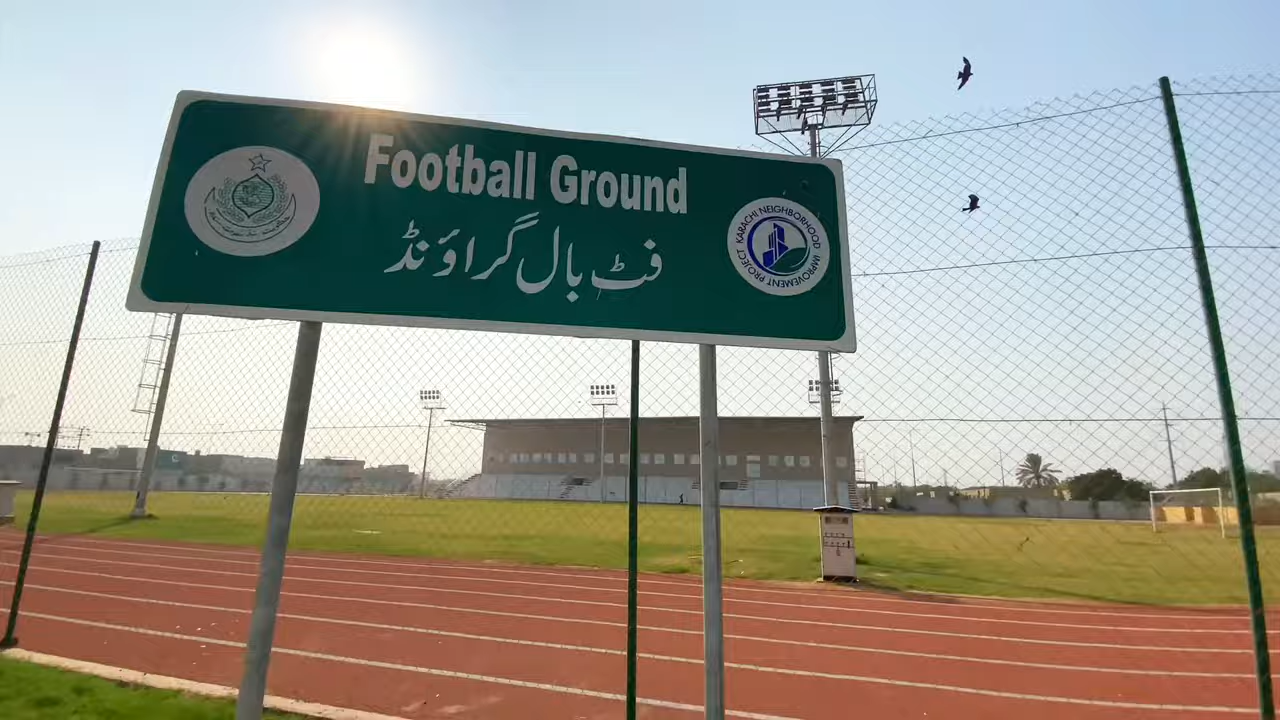 Football Ground
فٹ بال گراؤنڈ
KARACHI NEIGHBORHOOD IMPROVEMENT PROJECT